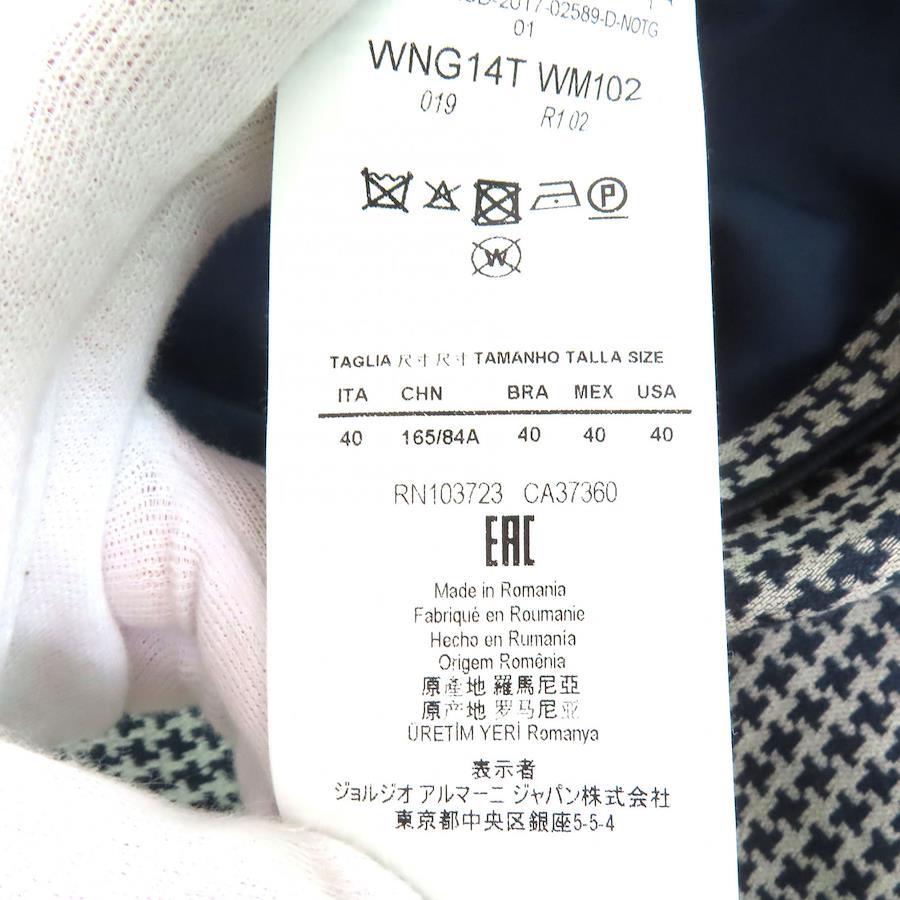 2017-02589-D-NOTG
01
WNG14T WM102
019 R102
P
W
TAGLIA 尺寸 尺寸 TAMANHO TALLA SIZE
ITA CHN BRA MEX USA
40 165/84A 40 40 40
RN103723 CA37360
EAC
Made in Romania
Fabriqué en Roumanie
Hecho en Rumanía
Origem Romênia
原產地 羅馬尼亞
原产地 罗马尼亚
ÜRETİM YERİ Romanya
表示者
ジョルジオ アルマーニ ジャパン株式会社
東京都中央区銀座5-5-4